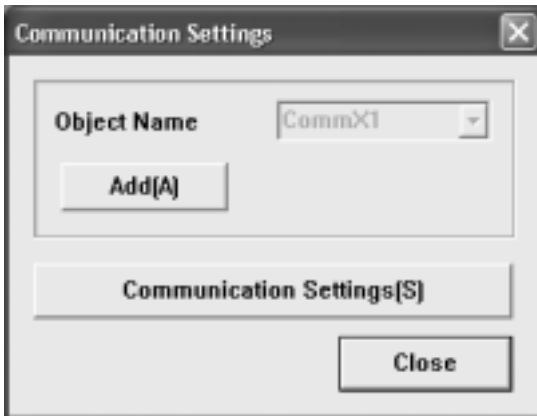 Communication Settings
Object Name CommX1
Add(A)
Communication Settings(S)
Close